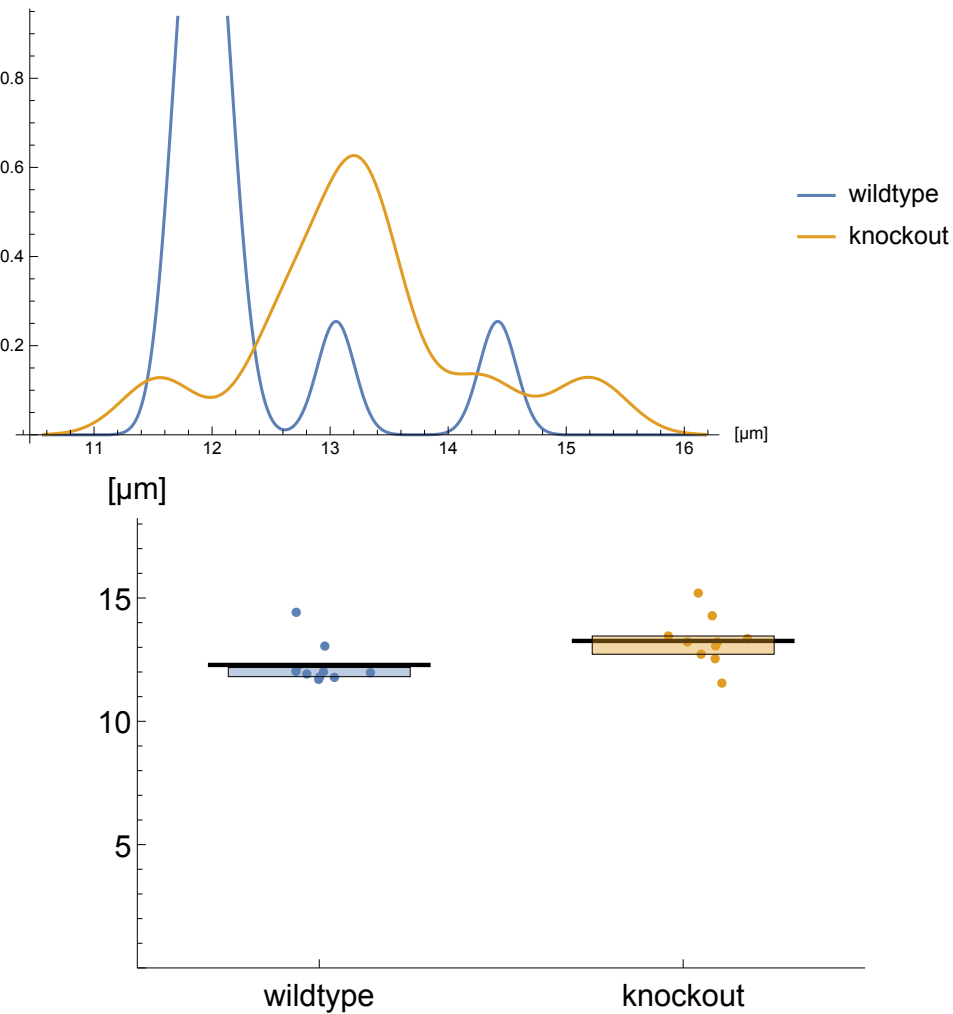 0.8
0.6
0.4
0.2
wildtype
knockout
11 12 13 14 15 16 [μm]
[μm]
15
10
5
wildtype knockout